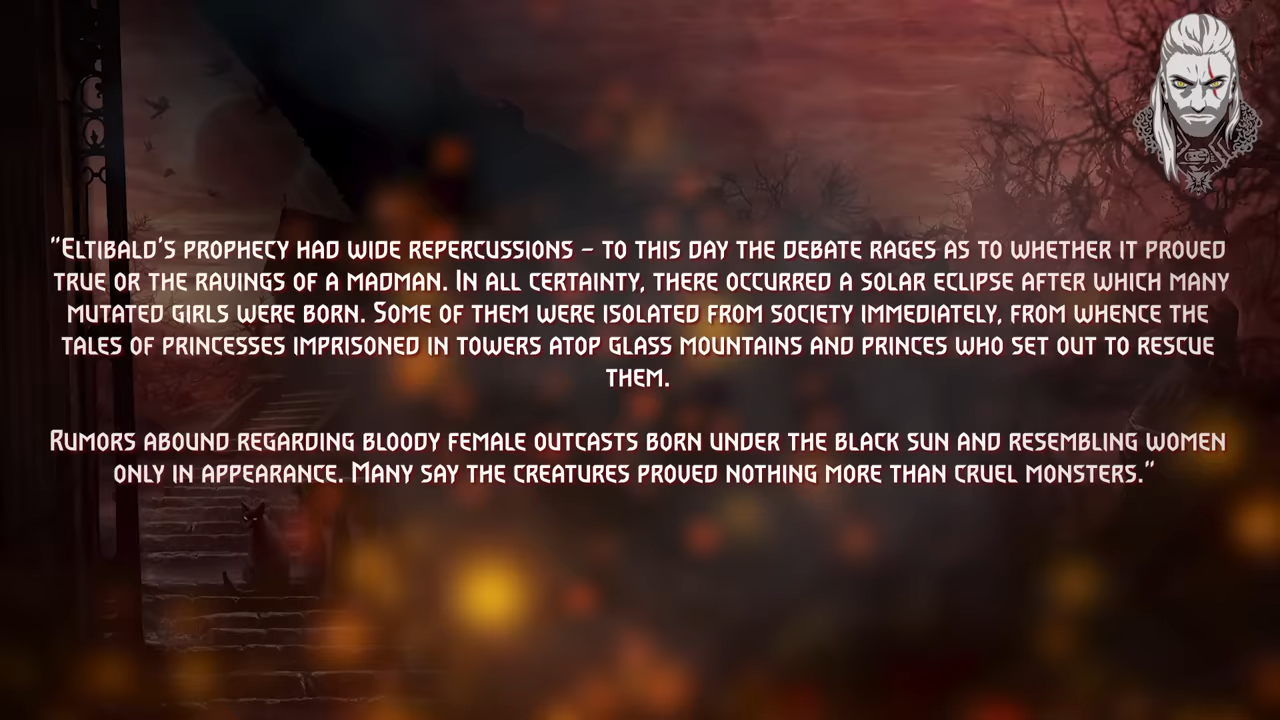 "Eltibald's prophecy had wide repercussions – to this day the debate rages as to whether it proved
true or the ravings of a madman. In all certainty, there occurred a solar eclipse after which many
mutated girls were born. Some of them were isolated from society immediately, from whence the
tales of princesses imprisoned in towers atop glass mountains and princes who set out to rescue
them.
Rumors abound regarding bloody female outcasts born under the black sun and resembling women
only in appearance. Many say the creatures proved nothing more than cruel monsters."